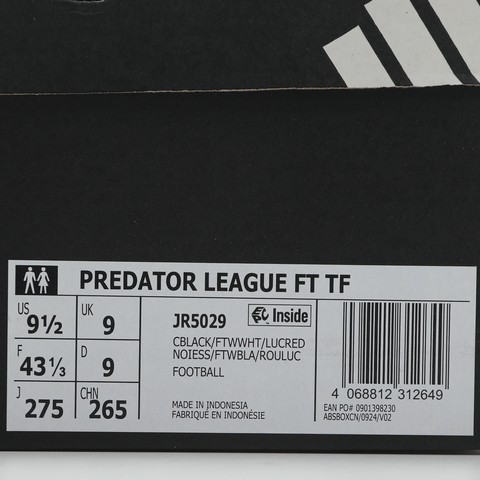 PREDATOR LEAGUE FT TF
US 9½ UK 9
F 43⅓ D 9
J 275 CHN 265
JR5029 Inside
CBLACK/FTWWHT/LUCRED
NOIESS/FTWBLA/ROULUC
FOOTBALL
MADE IN INDONESIA
FABRIQUÉ EN INDONÉSIE
4 068812 312649
EAN PO# 0901398230
ABSBOXCN/0924/V02